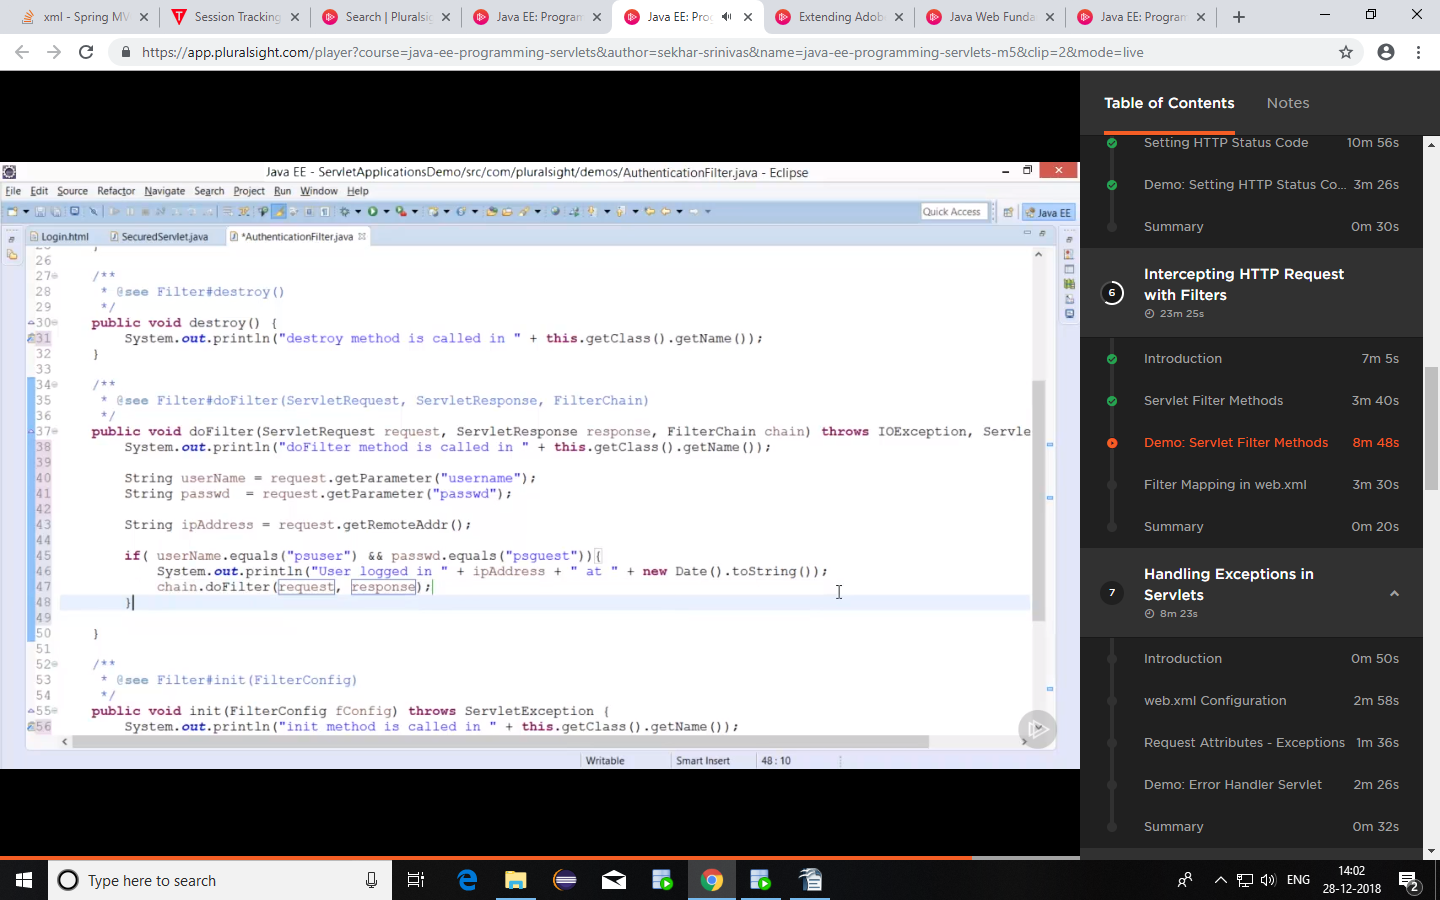 xml - Spring MV
Session Tracking
Search | Pluralsi
Java EE: Program
Java EE: Pro
Extending Adob
Java Web Funda
Java EE: Program
https://app.pluralsight.com/player?course=java-ee-programming-servlets&author=sekhar-srinivas&name=java-ee-programming-servlets-m5&clip=2&mode=live
Java EE - ServletApplicationsDemo/src/com/pluralsight/demos/AuthenticationFilter.java - Eclipse
File Edit Source Refactor Navigate Search Project Run Window Help
Quick Access
Java EE
Login.html
SecuredServlet.java
*AuthenticationFilter.java
26
27 /**
28 * @see Filter#destroy()
29 */
30 public void destroy() {
31 System.out.println("destroy method is called in " + this.getClass().getName());
32 }
33
34 /**
35 * @see Filter#doFilter(ServletRequest, ServletResponse, FilterChain)
36 */
37 public void doFilter(ServletRequest request, ServletResponse response, FilterChain chain) throws IOException, Servle
38 System.out.println("doFilter method is called in " + this.getClass().getName());
39
40 String userName = request.getParameter("username");
41 String passwd = request.getParameter("passwd");
42
43 String ipAddress = request.getRemoteAddr();
44
45 if( userName.equals("psuser") && passwd.equals("psguest")){
46 System.out.println("User logged in " + ipAddress + " at " + new Date().toString());
47 chain.doFilter(request, response);
48 }
49
50 }
51
52 /**
53 * @see Filter#init(FilterConfig)
54 */
55 public void init(FilterConfig fConfig) throws ServletException {
56 System.out.println("init method is called in " + this.getClass().getName());
Writable
Smart Insert
48 : 10
Table of Contents
Notes
Setting HTTP Status Code 10m 56s
Demo: Setting HTTP Status Co... 3m 26s
Summary 0m 30s
6
Intercepting HTTP Request
with Filters
23m 25s
Introduction 7m 5s
Servlet Filter Methods 3m 40s
Demo: Servlet Filter Methods 8m 48s
Filter Mapping in web.xml 3m 30s
Summary 0m 20s
7
Handling Exceptions in
Servlets
8m 23s
Introduction 0m 50s
web.xml Configuration 2m 58s
Request Attributes - Exceptions 1m 36s
Demo: Error Handler Servlet 2m 26s
Summary 0m 32s
Type here to search
ENG
14:02
28-12-2018
2